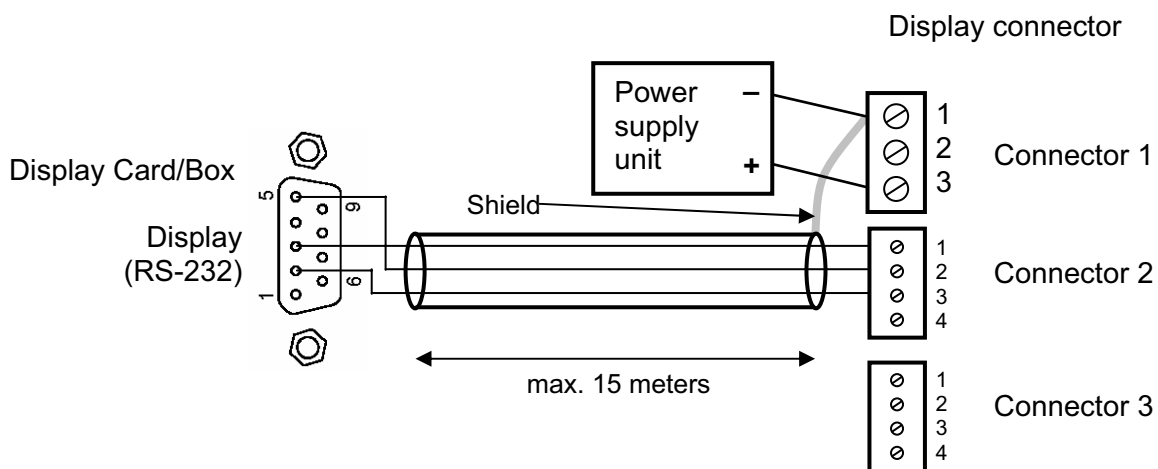 Display connector
Power
supply
unit
–
+
1
2
3
Connector 1
Display Card/Box
Display
(RS-232)
5
9
1
6
Shield
1
2
3
4
Connector 2
max. 15 meters
1
2
3
4
Connector 3